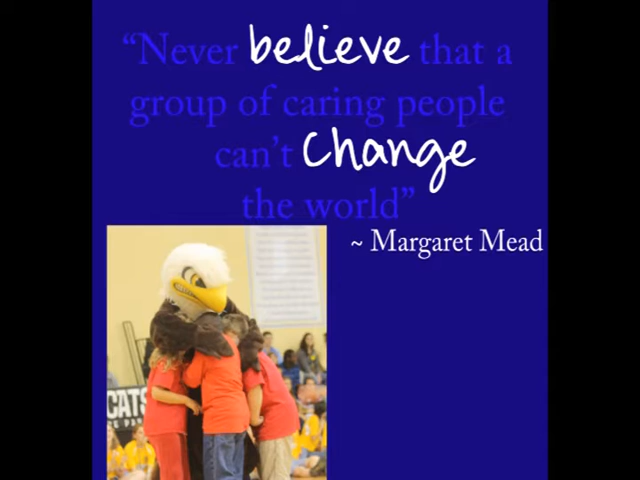 “Never believe that a
group of caring people
can’t Change
the world”
~ Margaret Mead
CATS